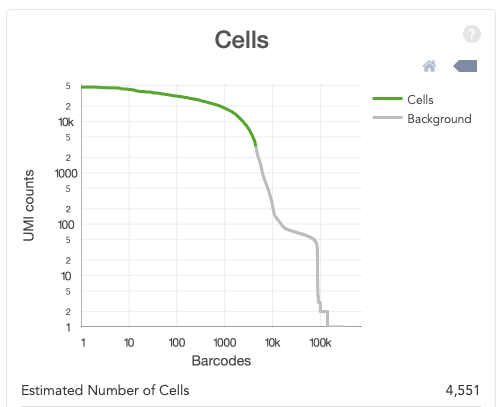 Cells
?
Cells
Background
5
2
10k
5
2
1000
5
2
100
5
2
10
5
2
1
UMI counts
1 10 100 1000 10k 100k
Barcodes
Estimated Number of Cells 4,551